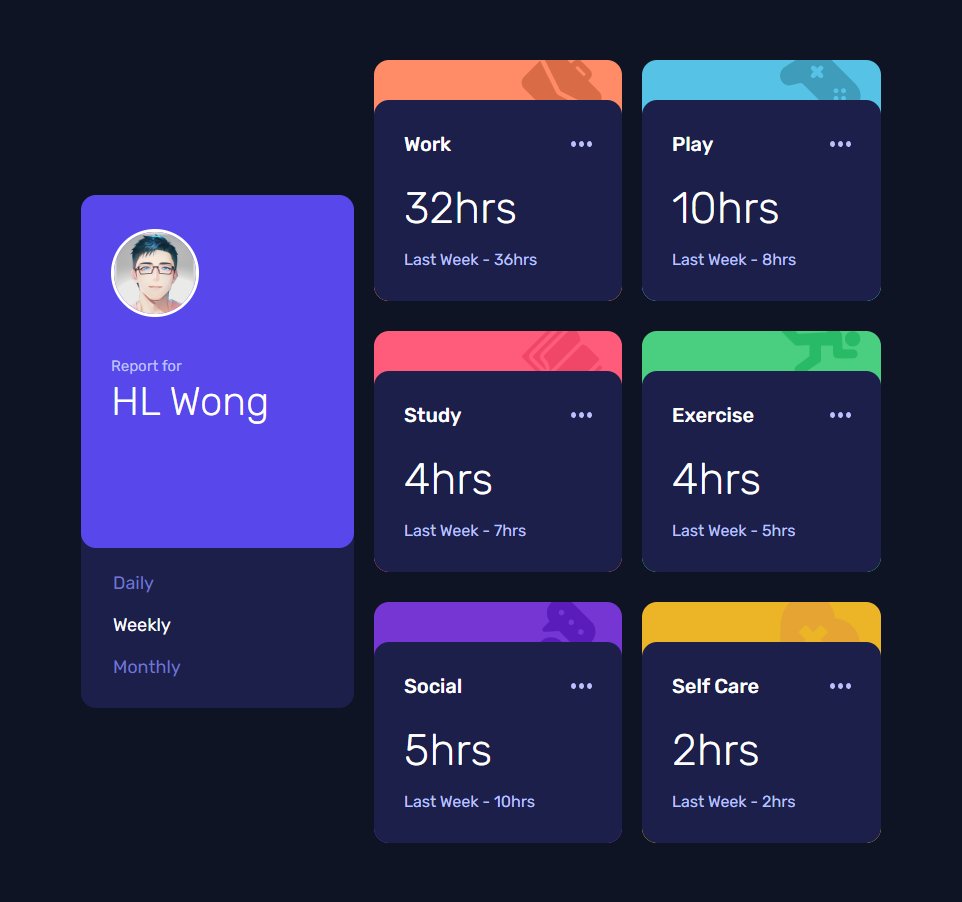 Report for
HL Wong
Daily
Weekly
Monthly
Work
32hrs
Last Week - 36hrs
Play
10hrs
Last Week - 8hrs
Study
4hrs
Last Week - 7hrs
Exercise
4hrs
Last Week - 5hrs
Social
5hrs
Last Week - 10hrs
Self Care
2hrs
Last Week - 2hrs